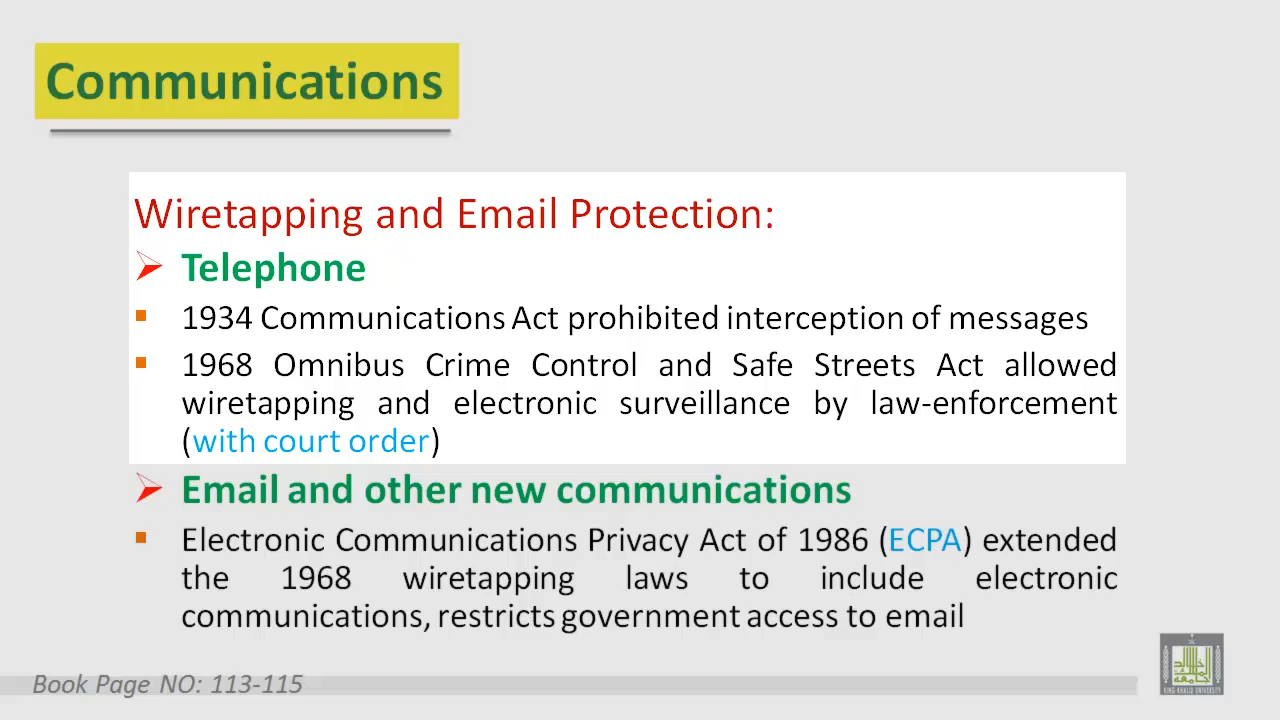 Communications
Wiretapping and Email Protection:
Telephone
1934 Communications Act prohibited interception of messages
1968 Omnibus Crime Control and Safe Streets Act allowed
wiretapping and electronic surveillance by law-enforcement
(with court order)
Email and other new communications
Electronic Communications Privacy Act of 1986 (ECPA) extended
the 1968 wiretapping laws to include electronic
communications, restricts government access to email
Book Page NO: 113-115
KING KHALID UNIVERSITY